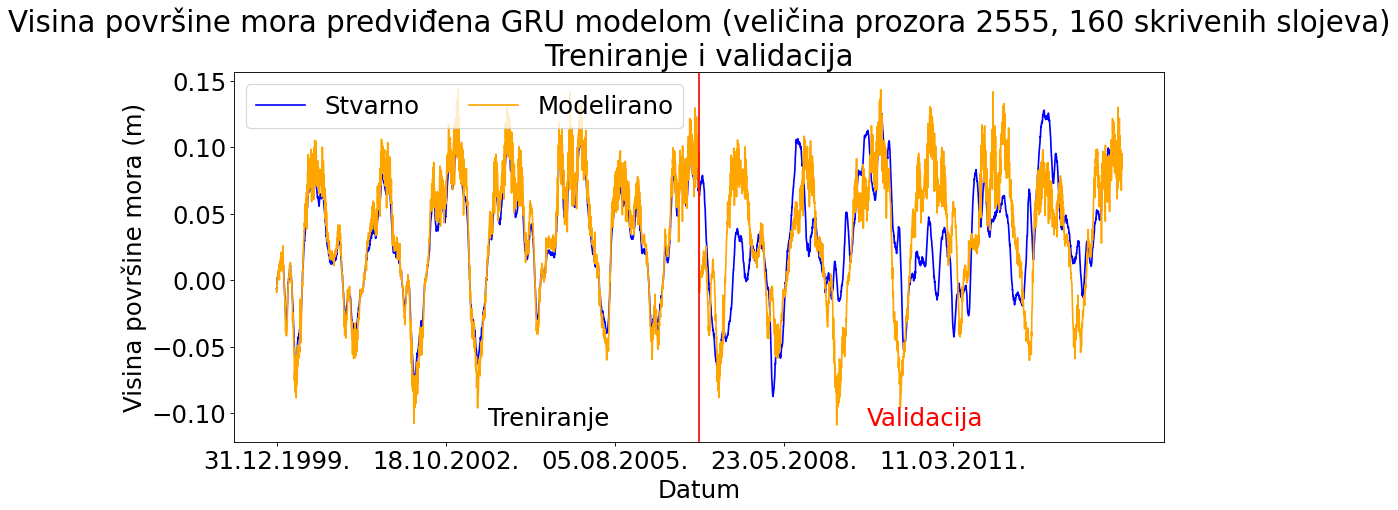 Visina površine mora predviđena GRU modelom (veličina prozora 2555, 160 skrivenih slojeva)
Treniranje i validacija
Stvarno Modelirano
Visina površine mora (m)
0.15
0.10
0.05
0.00
−0.05
−0.10
Treniranje Validacija
31.12.1999. 18.10.2002. 05.08.2005. 23.05.2008. 11.03.2011.
Datum